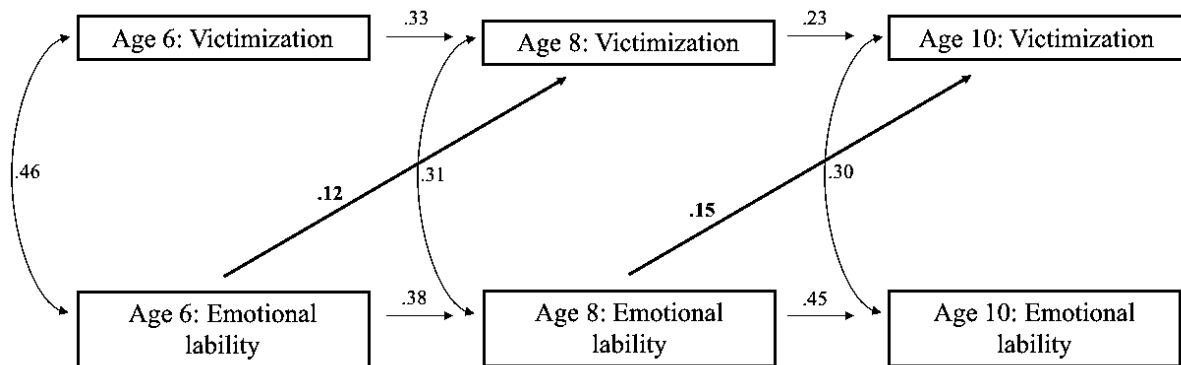 .33
.23
Age 6: Victimization
Age 8: Victimization
Age 10: Victimization
.46
.31
.30
.12
.15
.38
.45
Age 6: Emotional
lability
Age 8: Emotional
lability
Age 10: Emotional
lability